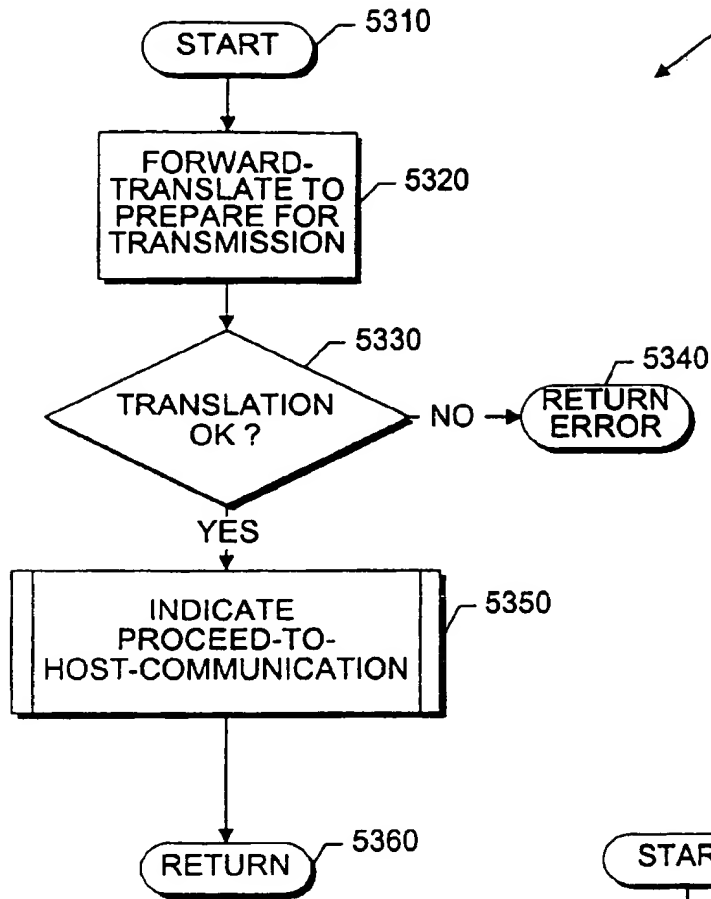 START
5310
FORWARD-
TRANSLATE TO
PREPARE FOR
TRANSMISSION
5320
5330
TRANSLATION
OK ?
NO
5340
RETURN
ERROR
YES
INDICATE
PROCEED-TO-
HOST-COMMUNICATION
5350
RETURN
5360